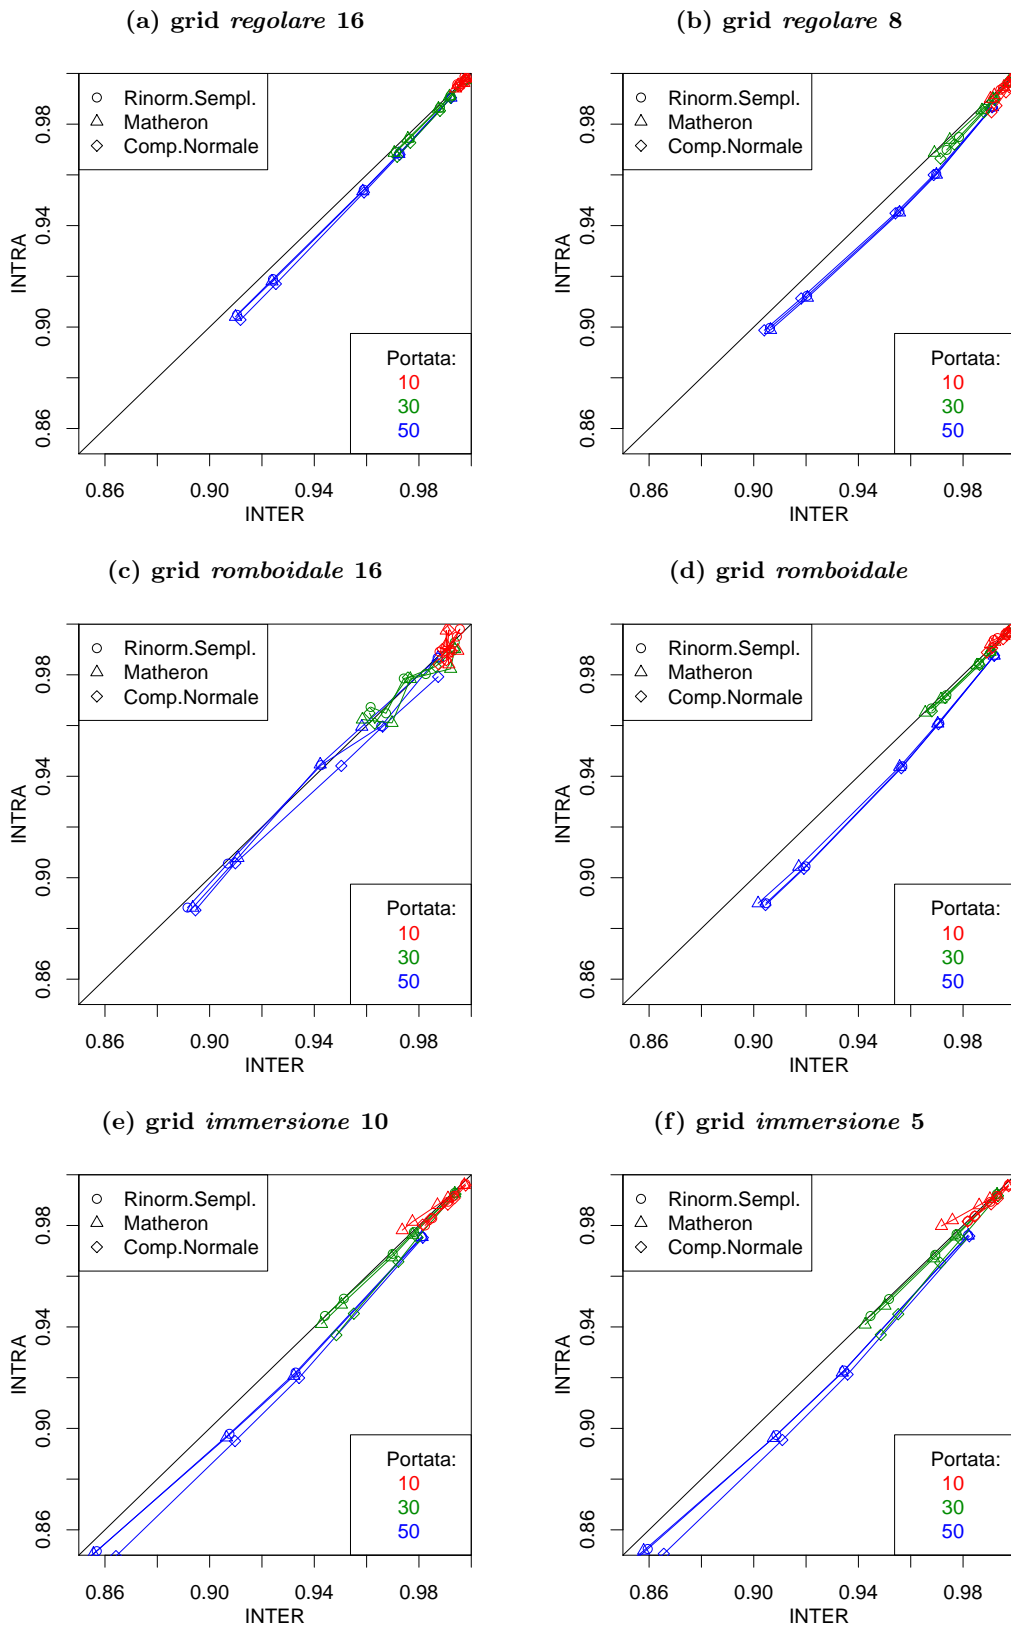 (a) grid regolare 16
(b) grid regolare 8
Rinorm.Sempl.
Matheron
Comp.Normale
Portata:
10
30
50
0.86 0.90 0.94 0.98
INTRA
0.86 0.90 0.94 0.98
INTER
Rinorm.Sempl.
Matheron
Comp.Normale
Portata:
10
30
50
0.86 0.90 0.94 0.98
INTRA
0.86 0.90 0.94 0.98
INTER
(c) grid romboidale 16
(d) grid romboidale
Rinorm.Sempl.
Matheron
Comp.Normale
Portata:
10
30
50
0.86 0.90 0.94 0.98
INTRA
0.86 0.90 0.94 0.98
INTER
Rinorm.Sempl.
Matheron
Comp.Normale
Portata:
10
30
50
0.86 0.90 0.94 0.98
INTRA
0.86 0.90 0.94 0.98
INTER
(e) grid immersione 10
(f) grid immersione 5
Rinorm.Sempl.
Matheron
Comp.Normale
Portata:
10
30
50
0.86 0.90 0.94 0.98
INTRA
0.86 0.90 0.94 0.98
INTER
Rinorm.Sempl.
Matheron
Comp.Normale
Portata:
10
30
50
0.86 0.90 0.94 0.98
INTRA
0.86 0.90 0.94 0.98
INTER